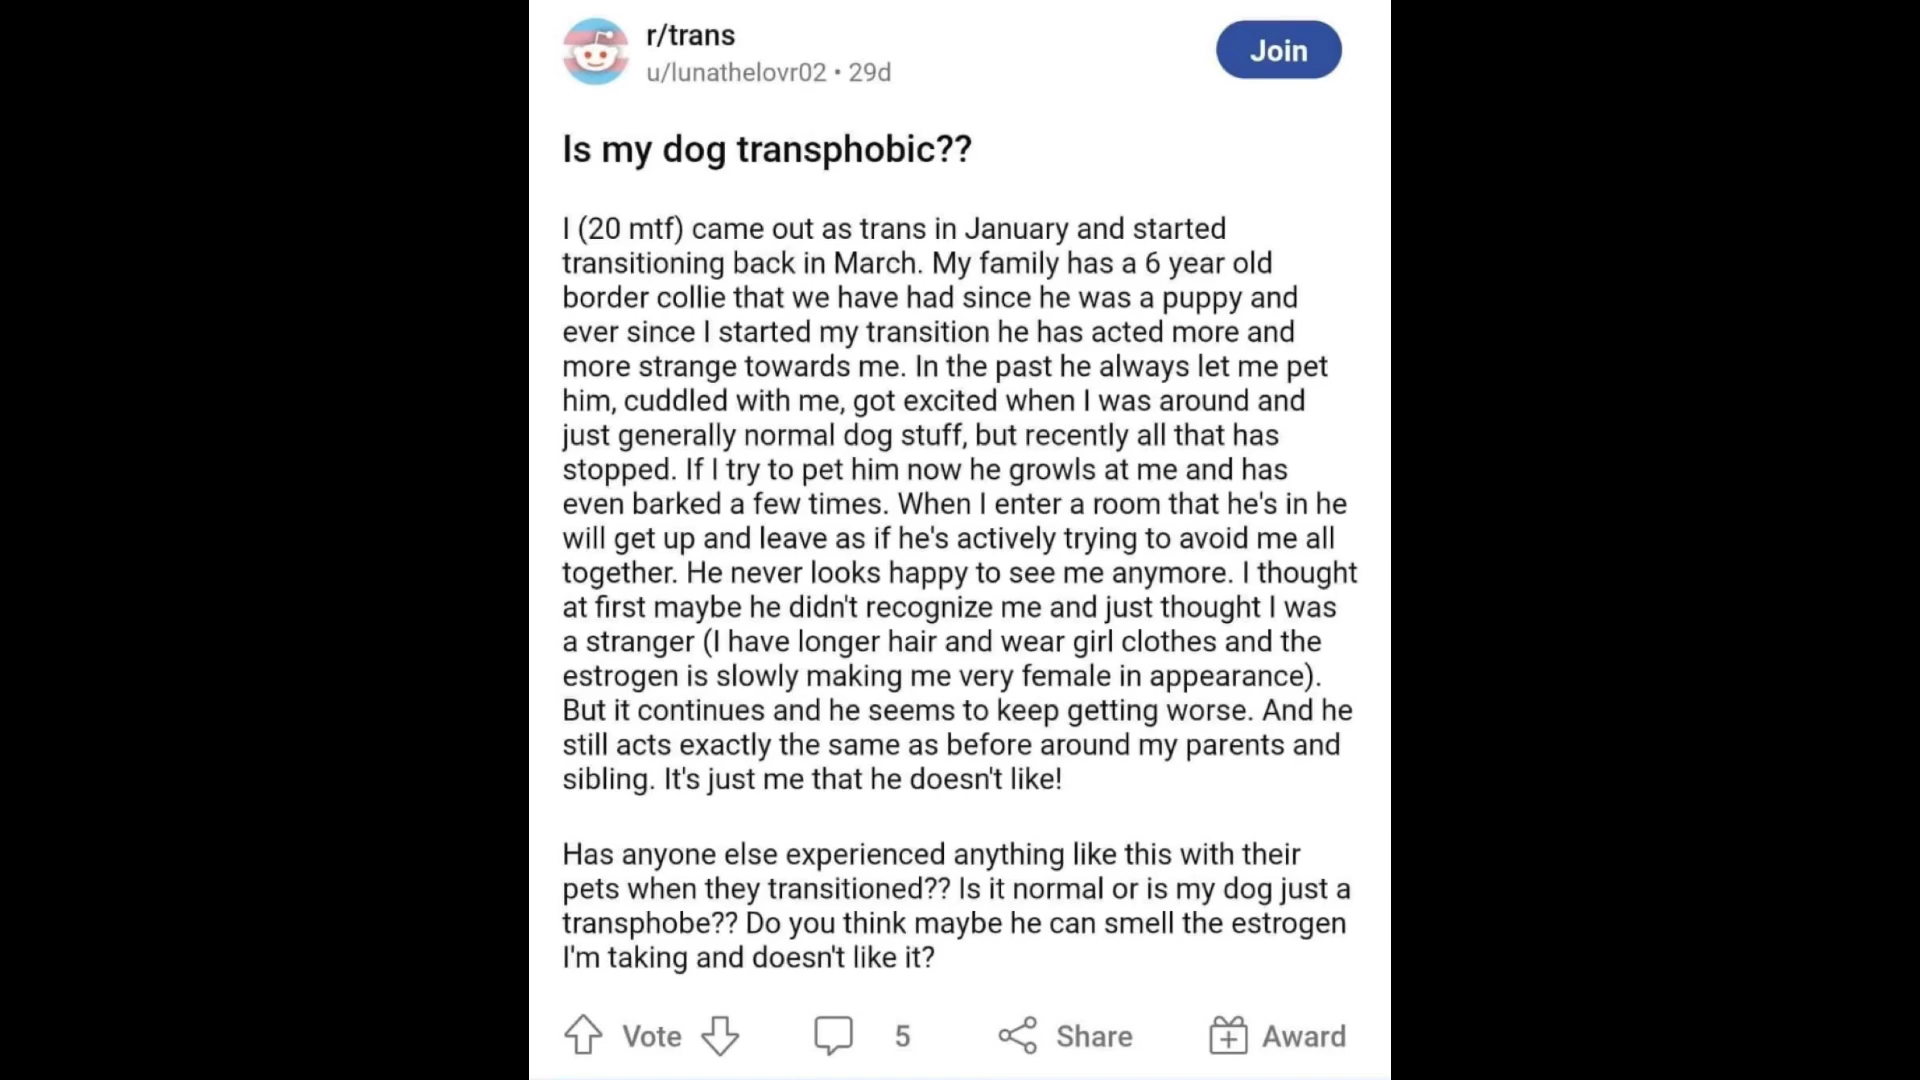 r/trans
u/lunathelovr02 • 29d
Join
Is my dog transphobic??
I (20 mtf) came out as trans in January and started
transitioning back in March. My family has a 6 year old
border collie that we have had since he was a puppy and
ever since I started my transition he has acted more and
more strange towards me. In the past he always let me pet
him, cuddled with me, got excited when I was around and
just generally normal dog stuff, but recently all that has
stopped. If I try to pet him now he growls at me and has
even barked a few times. When I enter a room that he's in he
will get up and leave as if he's actively trying to avoid me all
together. He never looks happy to see me anymore. I thought
at first maybe he didn't recognize me and just thought I was
a stranger (I have longer hair and wear girl clothes and the
estrogen is slowly making me very female in appearance).
But it continues and he seems to keep getting worse. And he
still acts exactly the same as before around my parents and
sibling. It's just me that he doesn't like!
Has anyone else experienced anything like this with their
pets when they transitioned?? Is it normal or is my dog just a
transphobe?? Do you think maybe he can smell the estrogen
I'm taking and doesn't like it?
Vote 5 Share Award